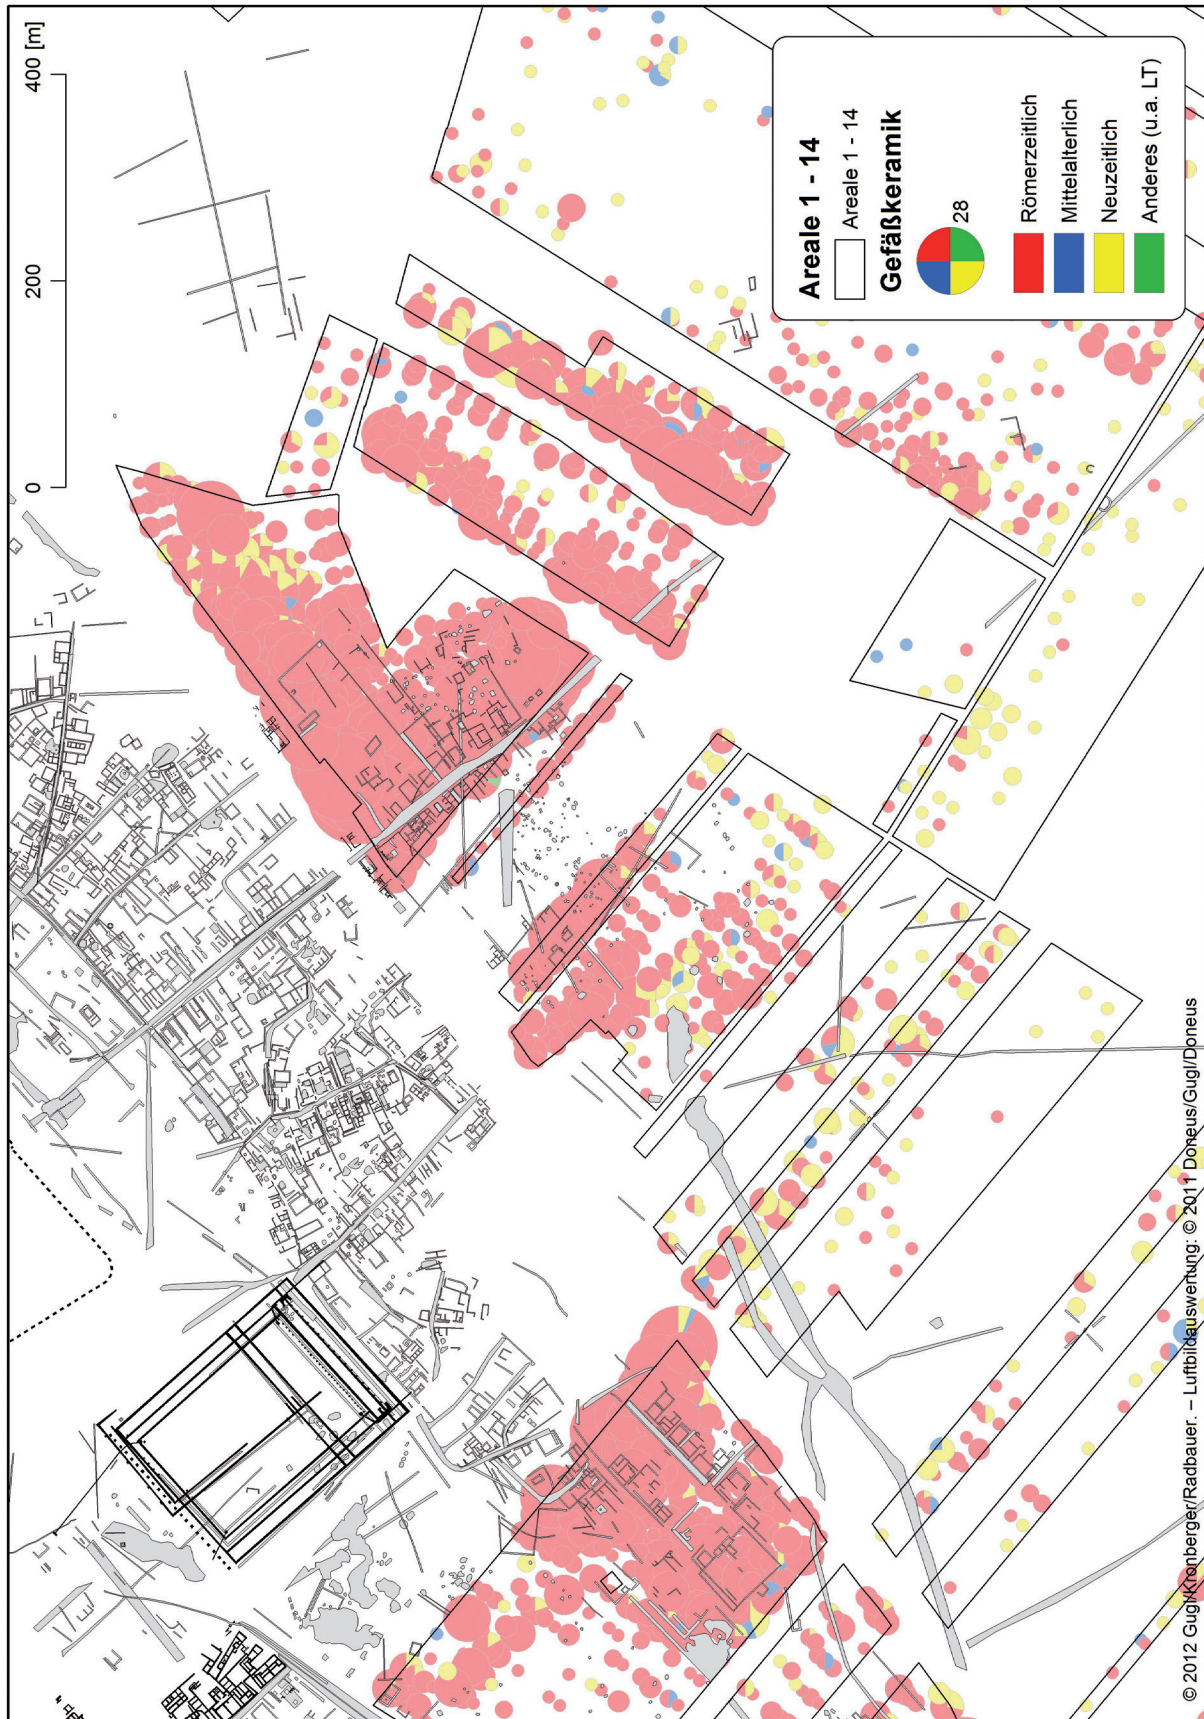 0 200 400 [m]
Areale 1 - 14
Areale 1 - 14
Gefäßkeramik
28
Römerzeitlich
Mittelalterlich
Neuzeitlich
Anderes (u.a. LT)
© 2012 Gugl/Kronberger/Radbauer. – Luftbildauswertung: © 2011 Doneus/Gugl/Doneus